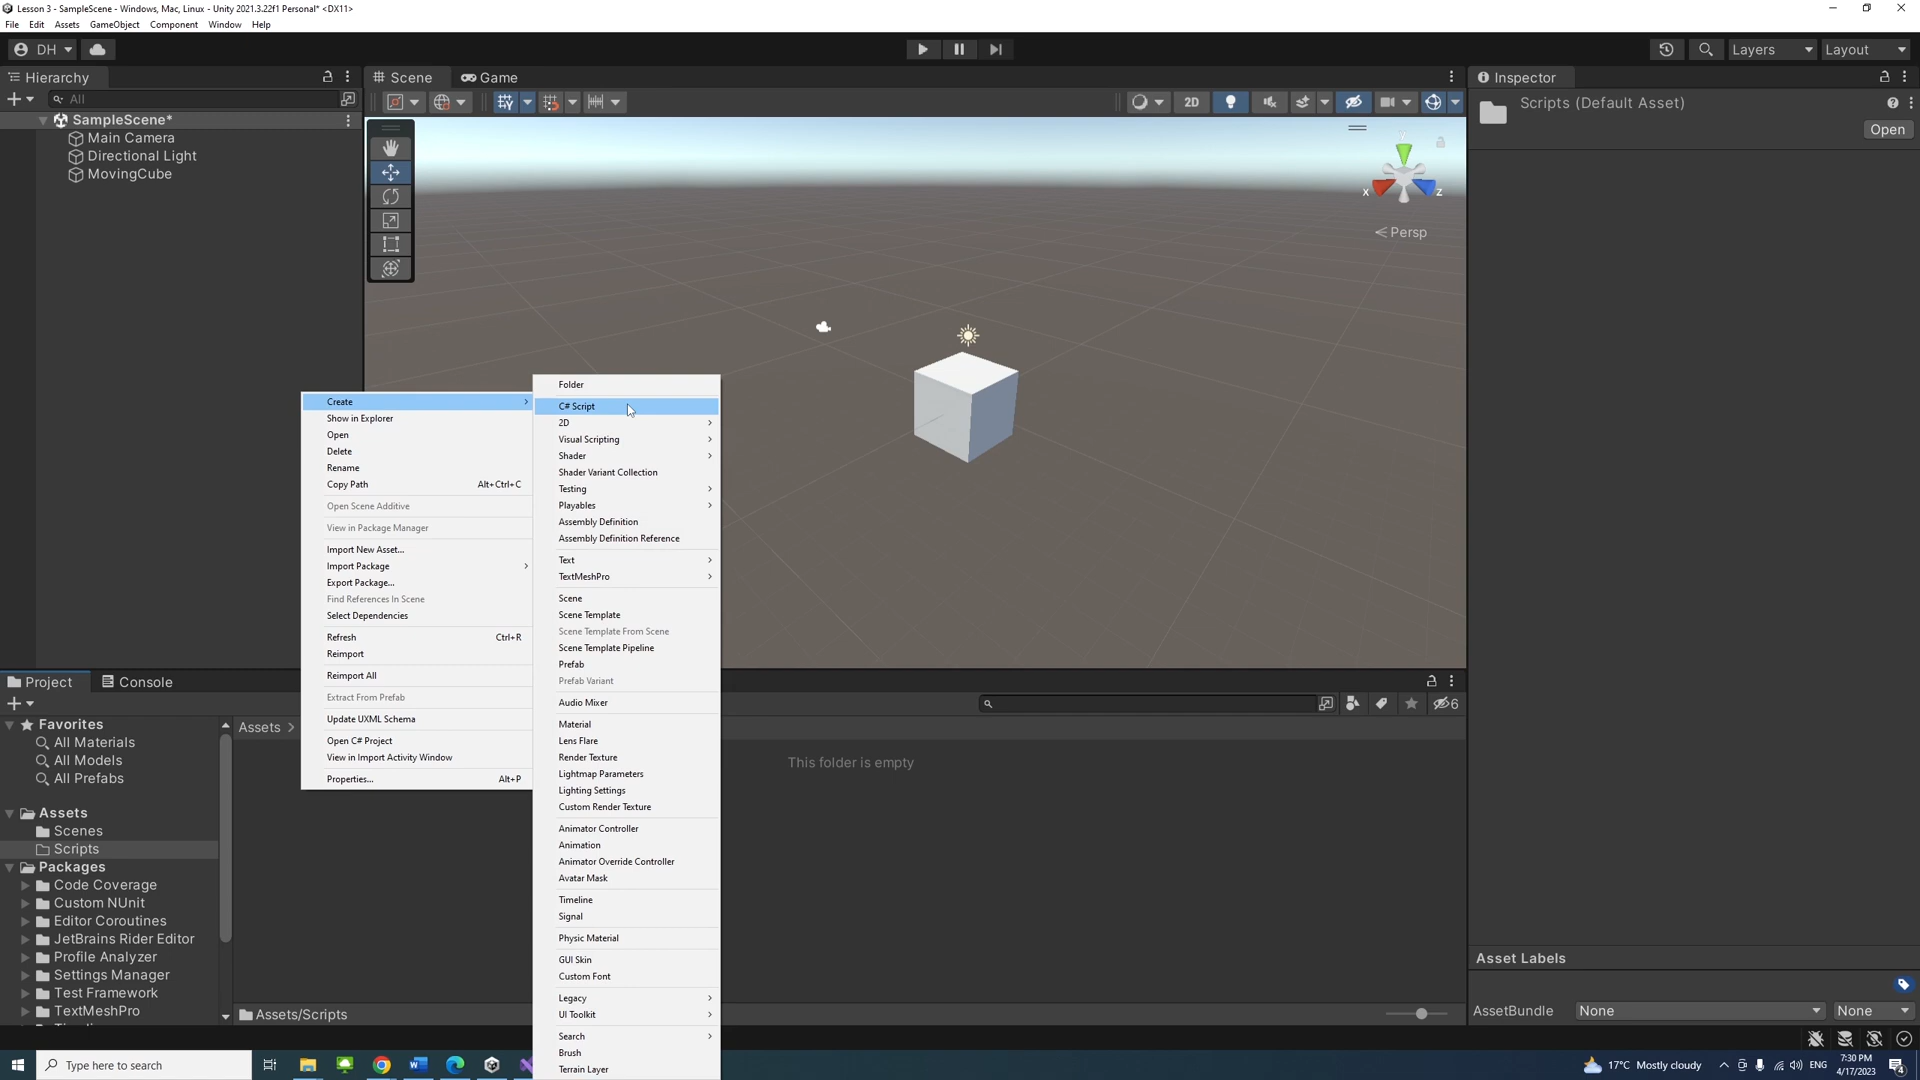 Lesson 3 - SampleScene - Windows, Mac, Linux - Unity 2021.3.22f1 Personal* <DX11>
File Edit Assets GameObject Component Window Help
DH
Layers
Layout
Hierarchy
All
SampleScene*
Main Camera
Directional Light
MovingCube
Scene
Game
2D
y
x
z
Persp
Inspector
Scripts (Default Asset)
Open
Create
Show in Explorer
Open
Delete
Rename
Copy Path Alt+Ctrl+C
Open Scene Additive
View in Package Manager
Import New Asset...
Import Package
Export Package...
Find References In Scene
Select Dependencies
Refresh Ctrl+R
Reimport
Reimport All
Extract From Prefab
Update UXML Schema
Open C# Project
View in Import Activity Window
Properties... Alt+P
Folder
C# Script
2D
Visual Scripting
Shader
Shader Variant Collection
Testing
Playables
Assembly Definition
Assembly Definition Reference
Text
TextMeshPro
Scene
Scene Template
Scene Template From Scene
Scene Template Pipeline
Prefab
Prefab Variant
Audio Mixer
Material
Lens Flare
Render Texture
Lightmap Parameters
Lighting Settings
Custom Render Texture
Animator Controller
Animation
Animator Override Controller
Avatar Mask
Timeline
Signal
Physic Material
GUI Skin
Custom Font
Legacy
UI Toolkit
Search
Brush
Terrain Layer
Project
Console
6
Favorites
All Materials
All Models
All Prefabs
Assets
Scenes
Scripts
Packages
Code Coverage
Custom NUnit
Editor Coroutines
JetBrains Rider Editor
Profile Analyzer
Settings Manager
Test Framework
TextMeshPro
Assets >
This folder is empty
Assets/Scripts
Asset Labels
AssetBundle None None
Type here to search
17°C Mostly cloudy
ENG
7:30 PM
4/17/2023
4